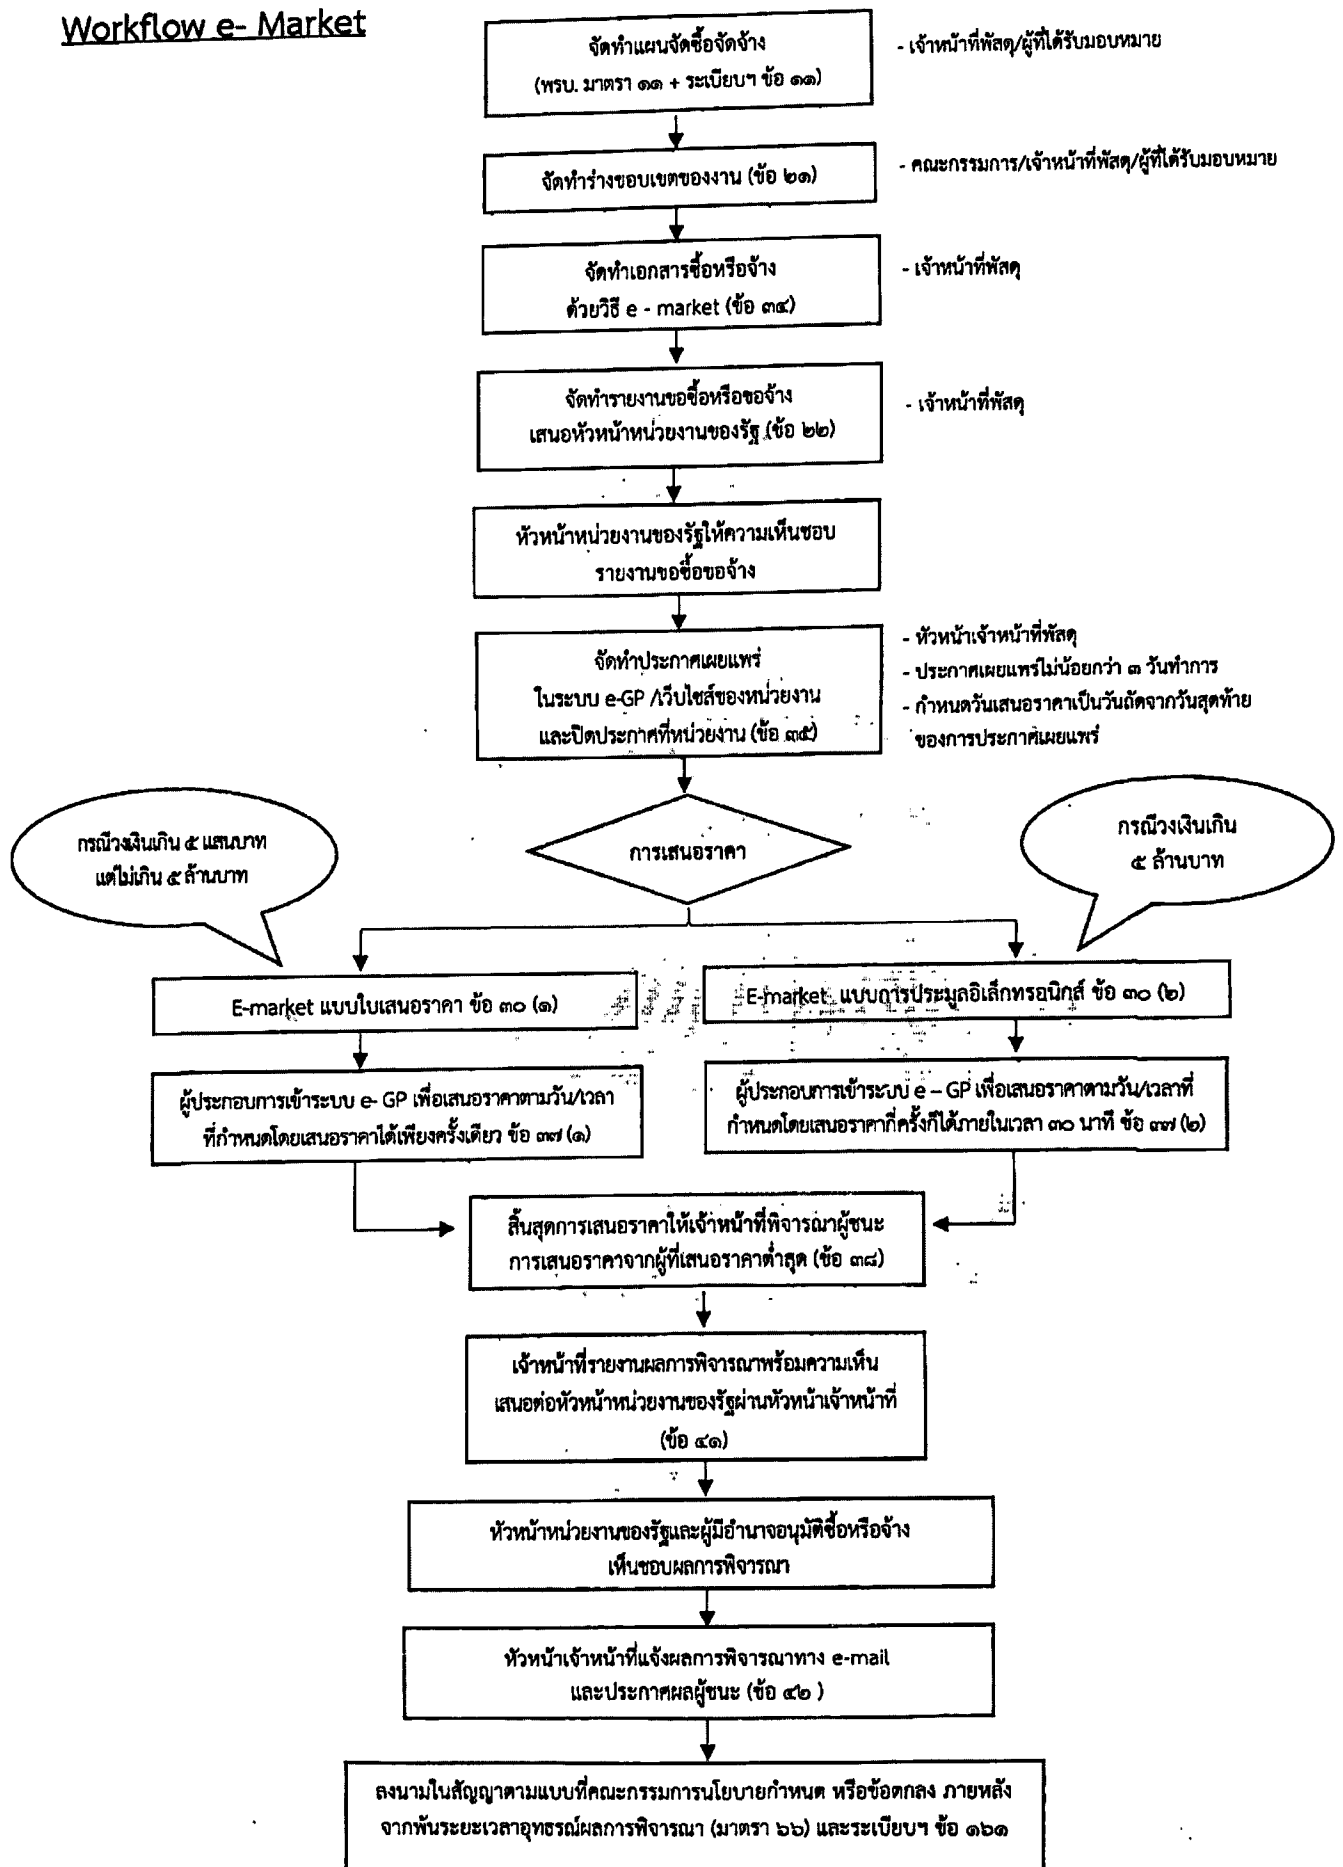 Workflow e- Market
จัดทำแผนจัดซื้อจัดจ้าง
(พรบ. มาตรา ๑๑ + ระเบียบฯ ข้อ ๑๑)
- เจ้าหน้าที่พัสดุ/ผู้ที่ได้รับมอบหมาย
จัดทำร่างขอบเขตของงาน (ข้อ ๒๑)
- คณะกรรมการ/เจ้าหน้าที่พัสดุ/ผู้ที่ได้รับมอบหมาย
จัดทำเอกสารซื้อหรือจ้าง
ด้วยวิธี e - market (ข้อ ๓๔)
- เจ้าหน้าที่พัสดุ
จัดทำรายงานขอซื้อหรือขอจ้าง
เสนอหัวหน้าหน่วยงานของรัฐ (ข้อ ๒๒)
- เจ้าหน้าที่พัสดุ
หัวหน้าหน่วยงานของรัฐให้ความเห็นชอบ
รายงานขอซื้อขอจ้าง
จัดทำประกาศเผยแพร่
ในระบบ e-GP /เว็บไซส์ของหน่วยงาน
และปิดประกาศที่หน่วยงาน (ข้อ ๓๕)
- หัวหน้าเจ้าหน้าที่พัสดุ
- ประกาศเผยแพร่ไม่น้อยกว่า ๓ วันทำการ
- กำหนดวันเสนอราคาเป็นวันถัดจากวันสุดท้าย
ของการประกาศเผยแพร่
กรณีวงเงินเกิน ๕ แสนบาท
แต่ไม่เกิน ๕ ล้านบาท
การเสนอราคา
กรณีวงเงินเกิน
๕ ล้านบาท
E-market แบบใบเสนอราคา ข้อ ๓๐ (๑)
E-market แบบการประมูลอิเล็กทรอนิกส์ ข้อ ๓๐ (๒)
ผู้ประกอบการเข้าระบบ e- GP เพื่อเสนอราคาตามวัน/เวลา
ที่กำหนดโดยเสนอราคาได้เพียงครั้งเดียว ข้อ ๓๗ (๑)
ผู้ประกอบการเข้าระบบ e – GP เพื่อเสนอราคาตามวัน/เวลาที่
กำหนดโดยเสนอราคากี่ครั้งก็ได้ภายในเวลา ๓๐ นาที ข้อ ๓๗ (๒)
สิ้นสุดการเสนอราคาให้เจ้าหน้าที่พิจารณาผู้ชนะ
การเสนอราคาจากผู้ที่เสนอราคาต่ำสุด (ข้อ ๓๘)
เจ้าหน้าที่รายงานผลการพิจารณาพร้อมความเห็น
เสนอต่อหัวหน้าหน่วยงานของรัฐผ่านหัวหน้าเจ้าหน้าที่
(ข้อ ๔๑)
หัวหน้าหน่วยงานของรัฐและผู้มีอำนาจอนุมัติซื้อหรือจ้าง
เห็นชอบผลการพิจารณา
หัวหน้าเจ้าหน้าที่แจ้งผลการพิจารณาทาง e-mail
และประกาศผลผู้ชนะ (ข้อ ๔๒ )
ลงนามในสัญญาตามแบบที่คณะกรรมการนโยบายกำหนด หรือข้อตกลง ภายหลัง
จากพ้นระยะเวลาอุทธรณ์ผลการพิจารณา (มาตรา ๖๖) และระเบียบฯ ข้อ ๑๖๑